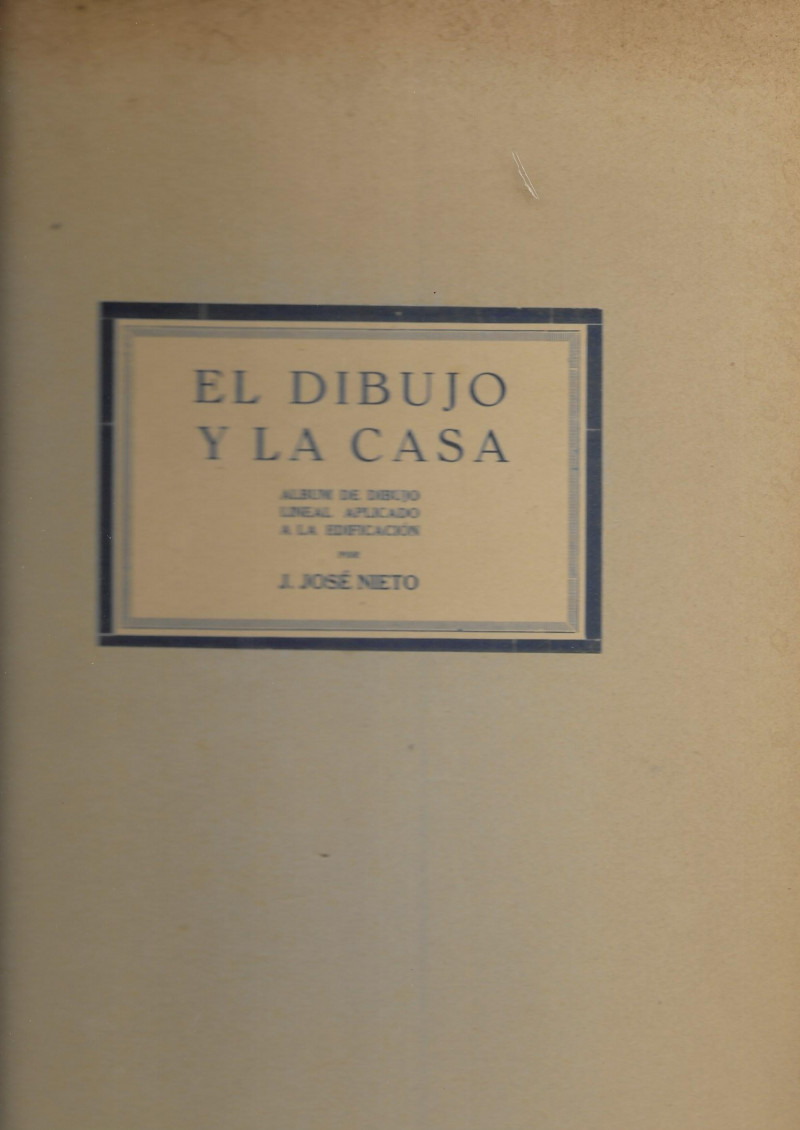 EL DIBUJO
Y LA CASA
ALBUM DE DIBUJO
LINEAL APLICADO
A LA EDIFICACIÓN
POR
J. JOSÉ NIETO